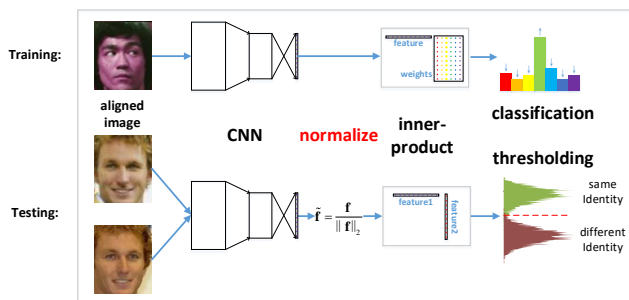 Training:
feature
weights
aligned
image
CNN
normalize
inner-
product
classification
thresholding
Testing:
f̃ = f / ‖ f ‖₂
feature1
feature2
same
Identity
different
Identity